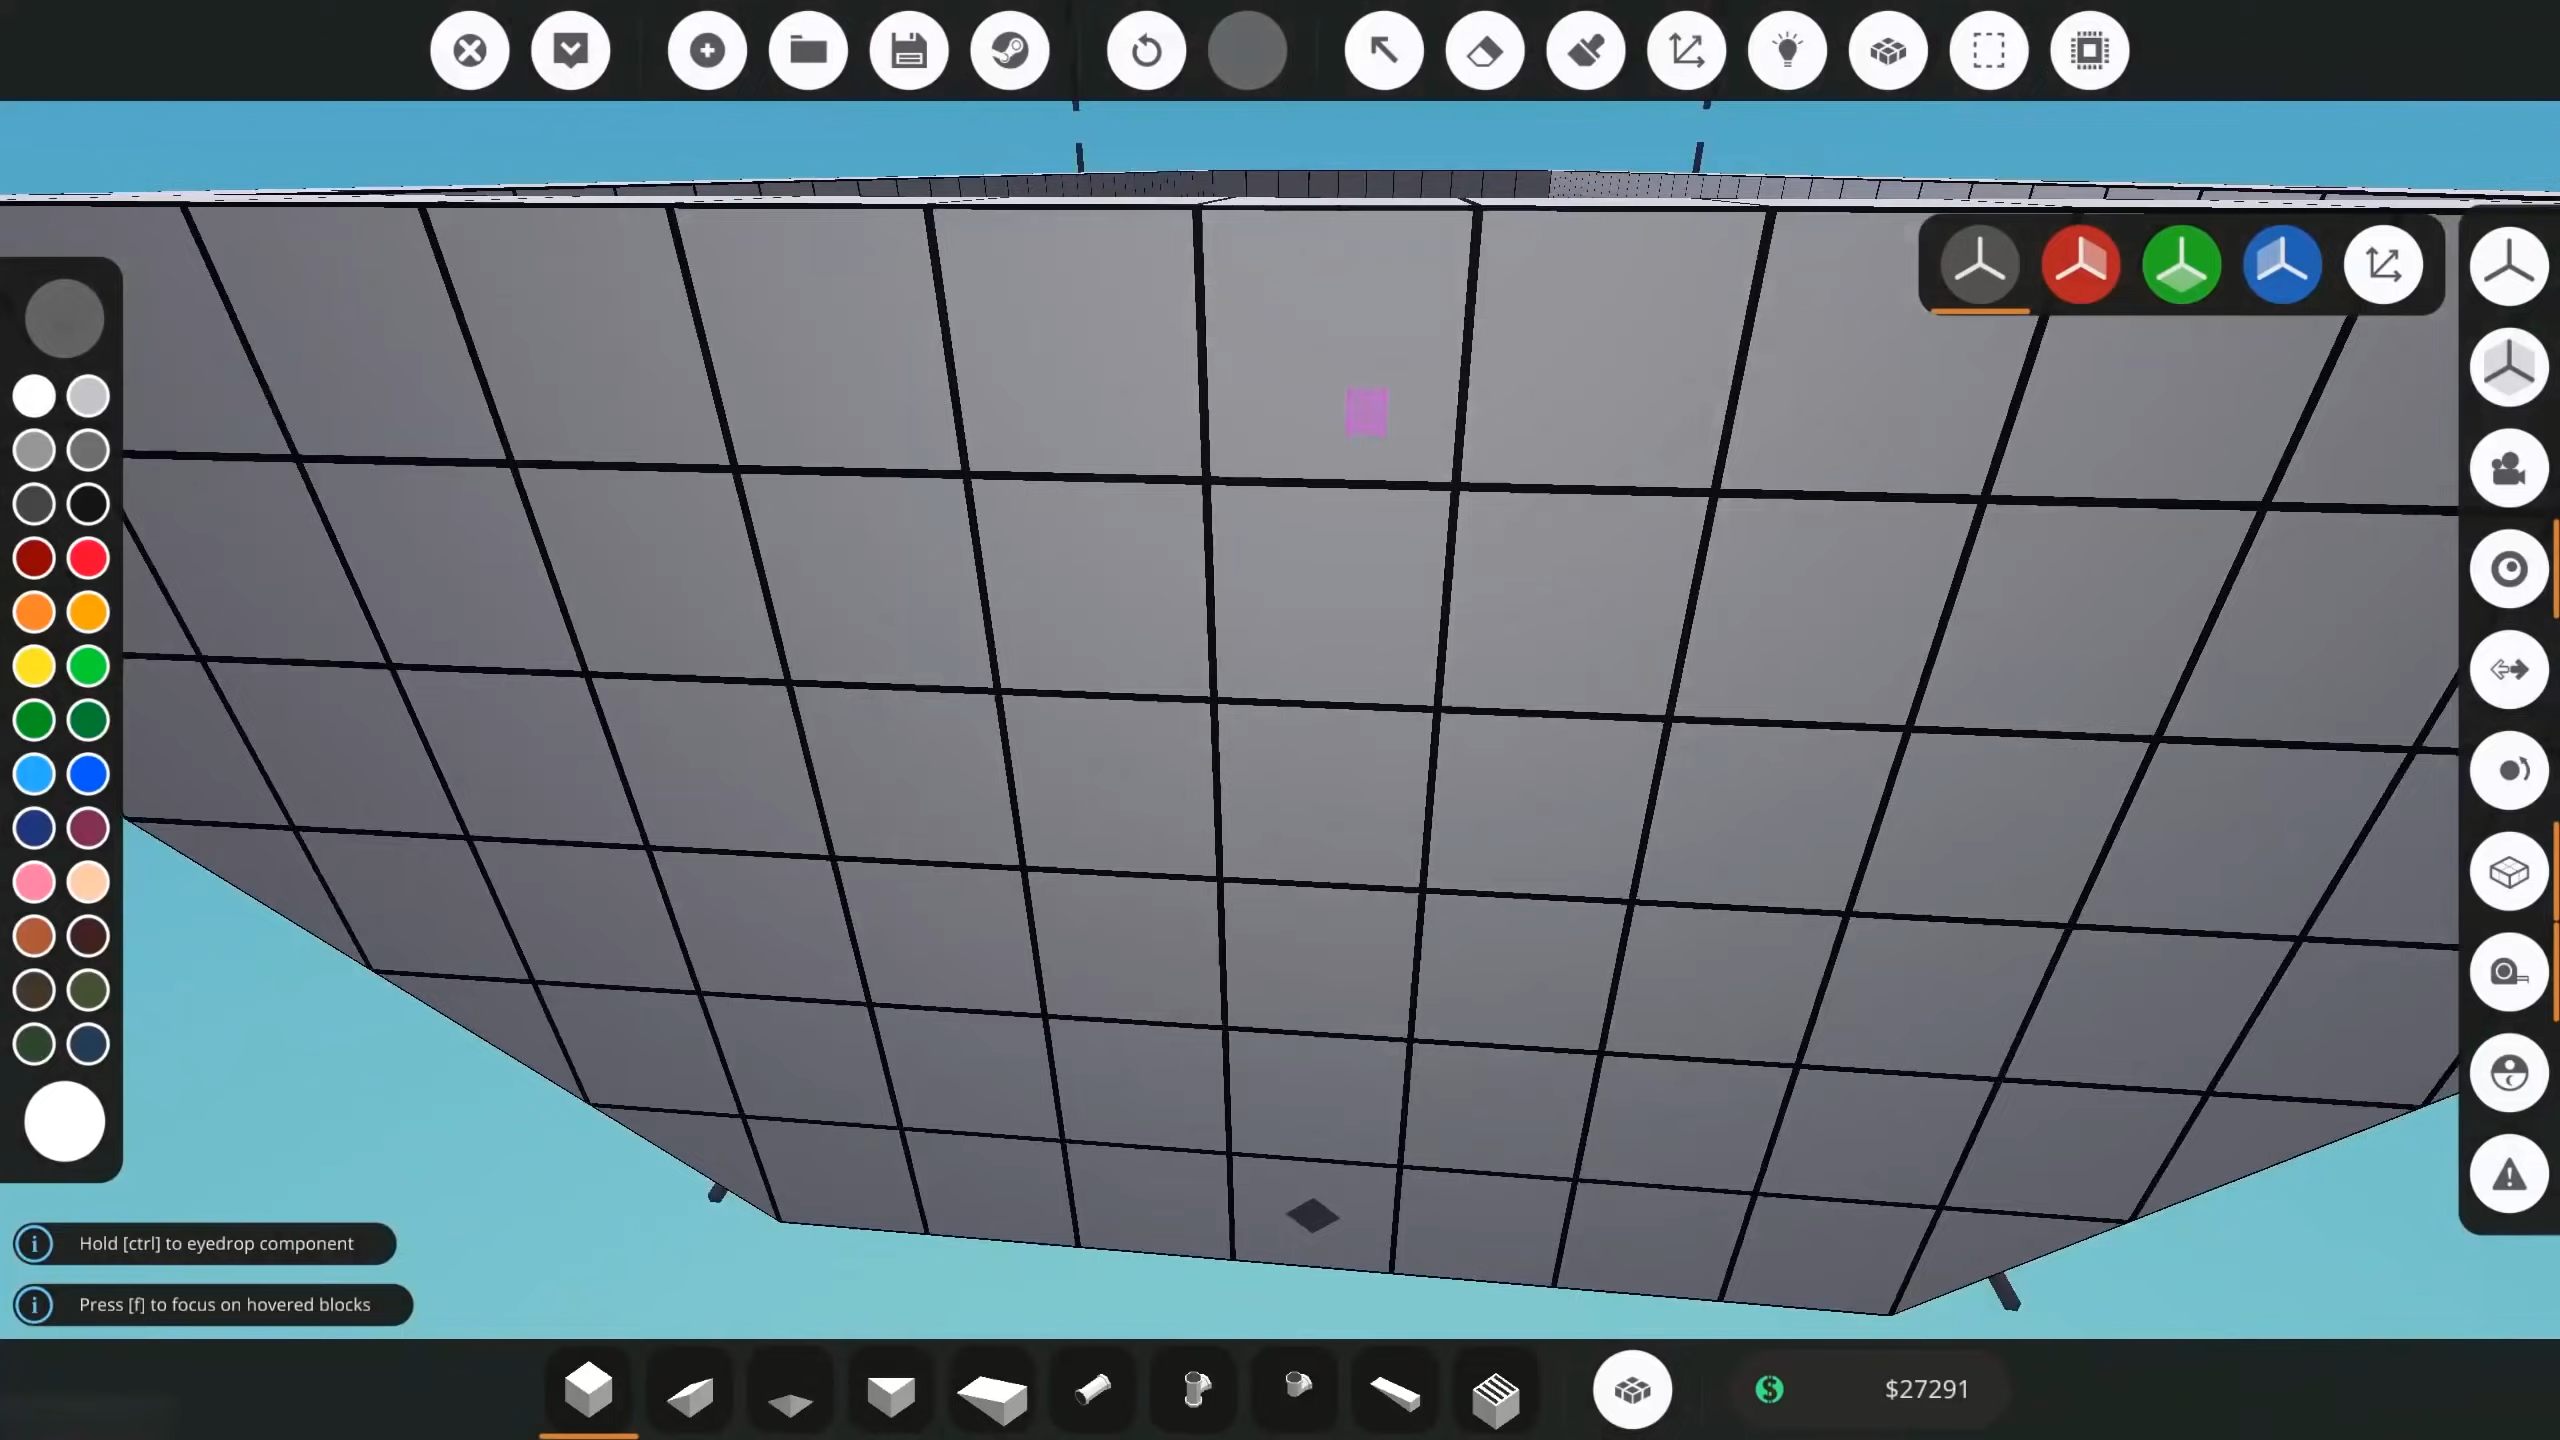 Hold [ctrl] to eyedrop component
Press [f] to focus on hovered blocks
$27291